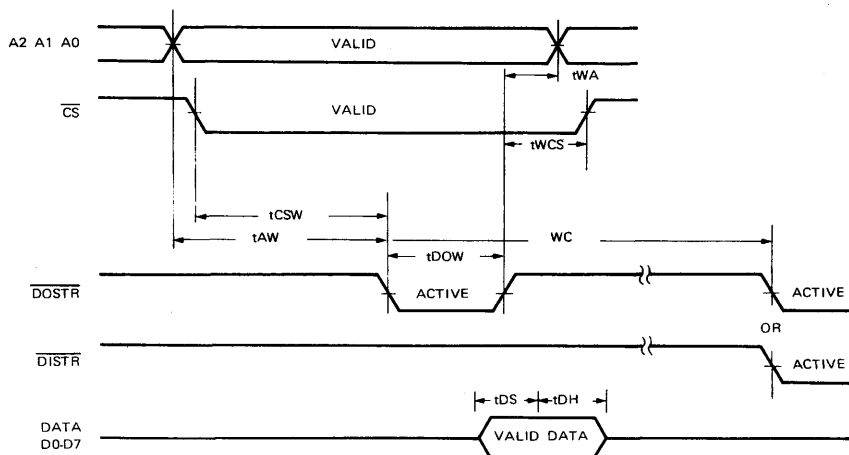 A2 A1 A0
VALID
tWA
CS
VALID
tWCS
tCSW
tAW
WC
tDOW
DOSTR
ACTIVE
ACTIVE
OR
DISTR
ACTIVE
tDS
tDH
DATA
D0-D7
VALID DATA